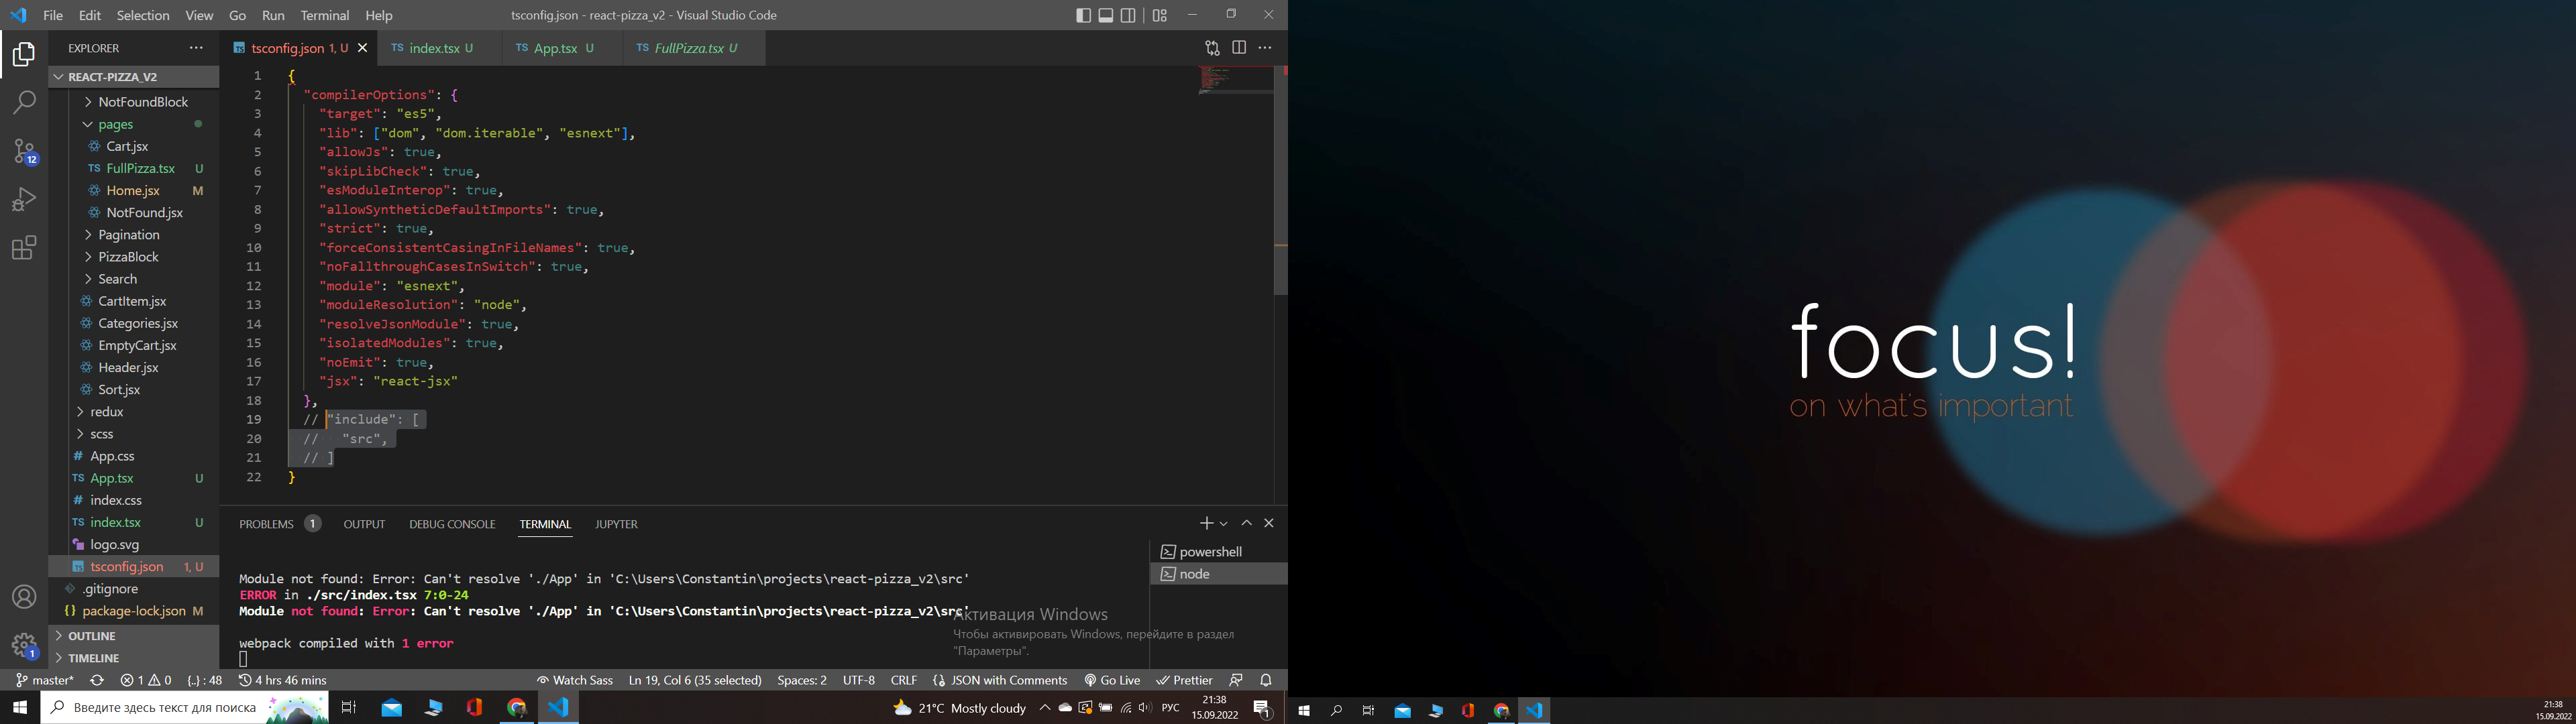 File Edit Selection View Go Run Terminal Help
tsconfig.json - react-pizza_v2 - Visual Studio Code
EXPLORER
REACT-PIZZA_V2
NotFoundBlock
pages
Cart.jsx
TS FullPizza.tsx U
Home.jsx M
NotFound.jsx
Pagination
PizzaBlock
Search
CartItem.jsx
Categories.jsx
EmptyCart.jsx
Header.jsx
Sort.jsx
redux
scss
# App.css
TS App.tsx U
# index.css
TS index.tsx U
logo.svg
TS tsconfig.json 1, U
.gitignore
{} package-lock.json M
OUTLINE
TIMELINE
12
1
TS tsconfig.json 1, U
TS index.tsx U
TS App.tsx U
TS FullPizza.tsx U
1 {
2 "compilerOptions": {
3 "target": "es5",
4 "lib": ["dom", "dom.iterable", "esnext"],
5 "allowJs": true,
6 "skipLibCheck": true,
7 "esModuleInterop": true,
8 "allowSyntheticDefaultImports": true,
9 "strict": true,
10 "forceConsistentCasingInFileNames": true,
11 "noFallthroughCasesInSwitch": true,
12 "module": "esnext",
13 "moduleResolution": "node",
14 "resolveJsonModule": true,
15 "isolatedModules": true,
16 "noEmit": true,
17 "jsx": "react-jsx"
18 },
19 // "include": [
20 //   "src",
21 // ]
22 }
PROBLEMS 1 OUTPUT DEBUG CONSOLE TERMINAL JUPYTER
powershell
node
Module not found: Error: Can't resolve './App' in 'C:\Users\Constantin\projects\react-pizza_v2\src'
ERROR in ./src/index.tsx 7:0-24
Module not found: Error: Can't resolve './App' in 'C:\Users\Constantin\projects\react-pizza_v2\src'
webpack compiled with 1 error
Активация Windows
Чтобы активировать Windows, перейдите в раздел
"Параметры".
master* 1 0 {..} : 48 4 hrs 46 mins
Watch Sass Ln 19, Col 6 (35 selected) Spaces: 2 UTF-8 CRLF JSON with Comments Go Live Prettier
Введите здесь текст для поиска
21°C Mostly cloudy
РУС
21:38
15.09.2022
1
focus!
on what's important
21:38
15.09.2022